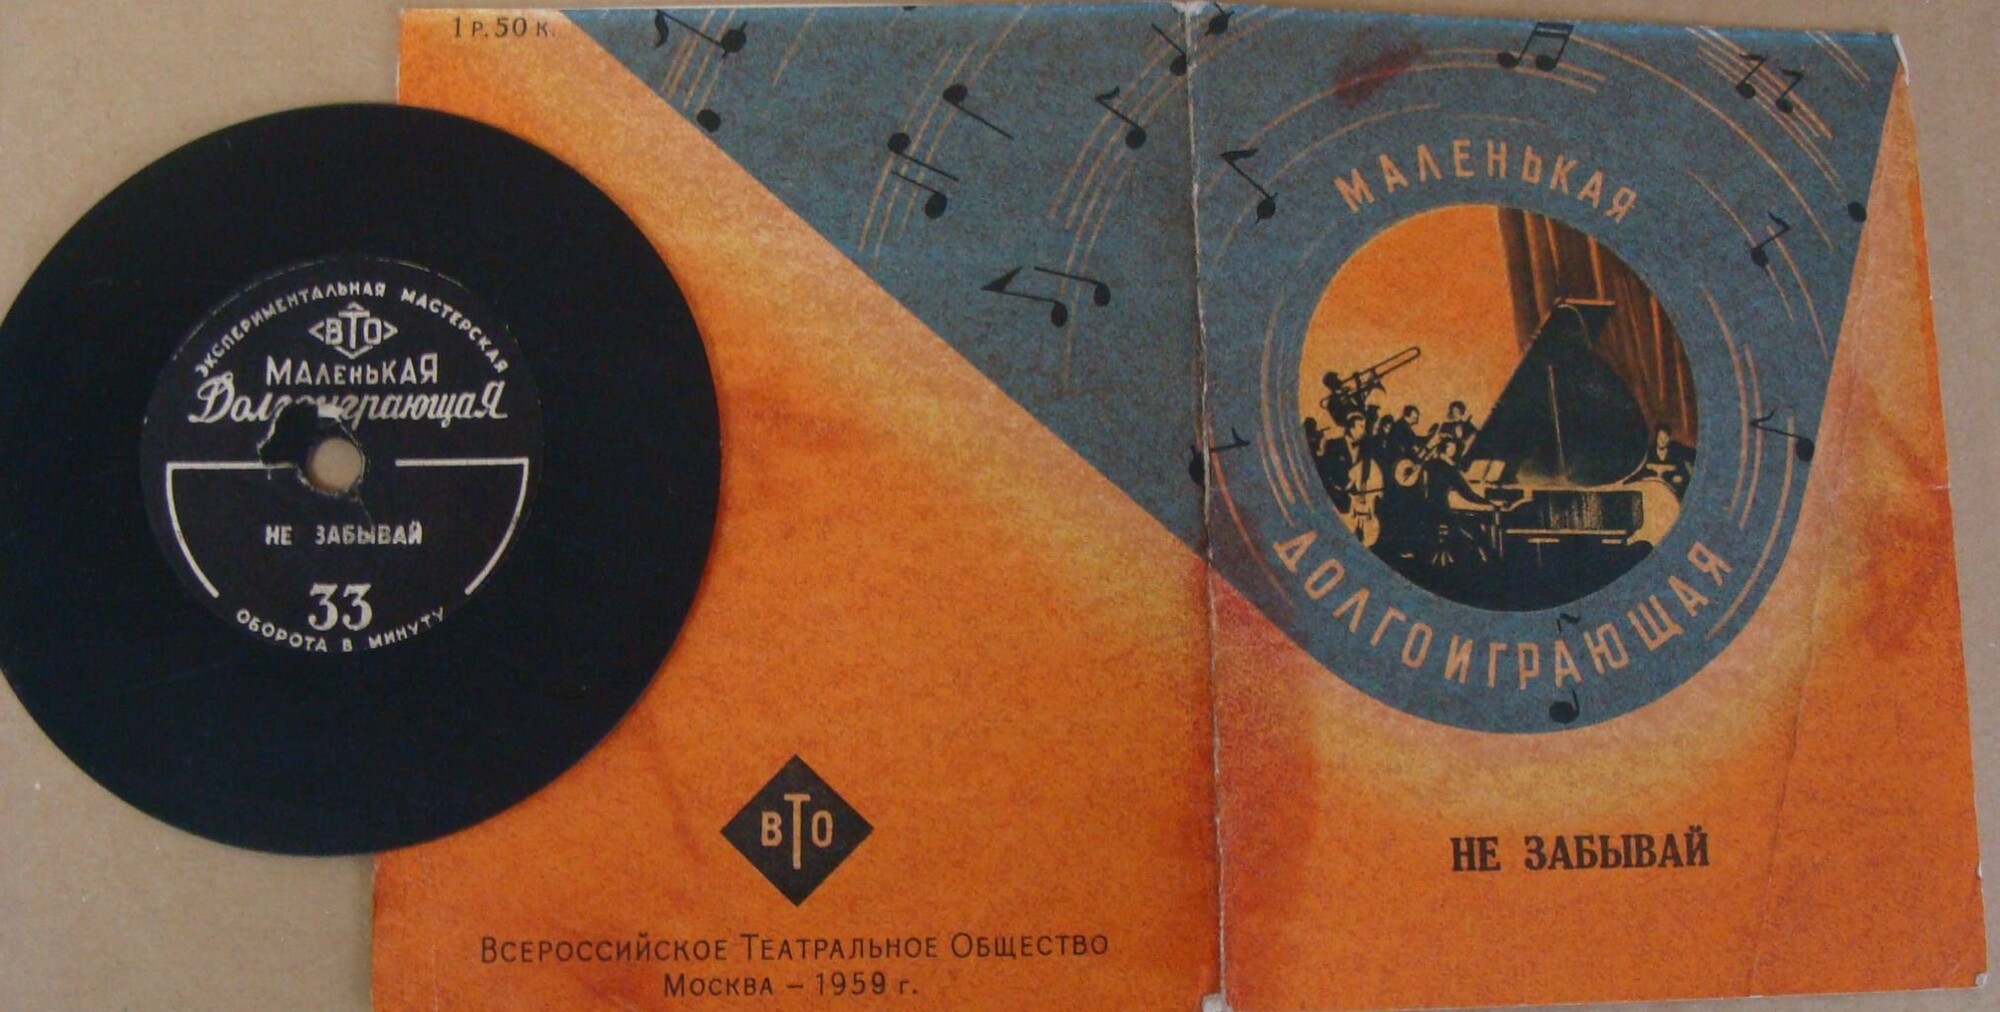 ЭКСПЕРИМЕНТАЛЬНАЯ МАСТЕРСКАЯ
ВТО
МАЛЕНЬКАЯ
Долгоиграющая
НЕ ЗАБЫВАЙ
33
ОБОРОТА В МИНУТУ
1 Р. 50 К.
ВТО
ВСЕРОССИЙСКОЕ ТЕАТРАЛЬНОЕ ОБЩЕСТВО
МОСКВА – 1959 г.
МАЛЕНЬКАЯ
ДОЛГОИГРАЮЩАЯ
НЕ ЗАБЫВАЙ